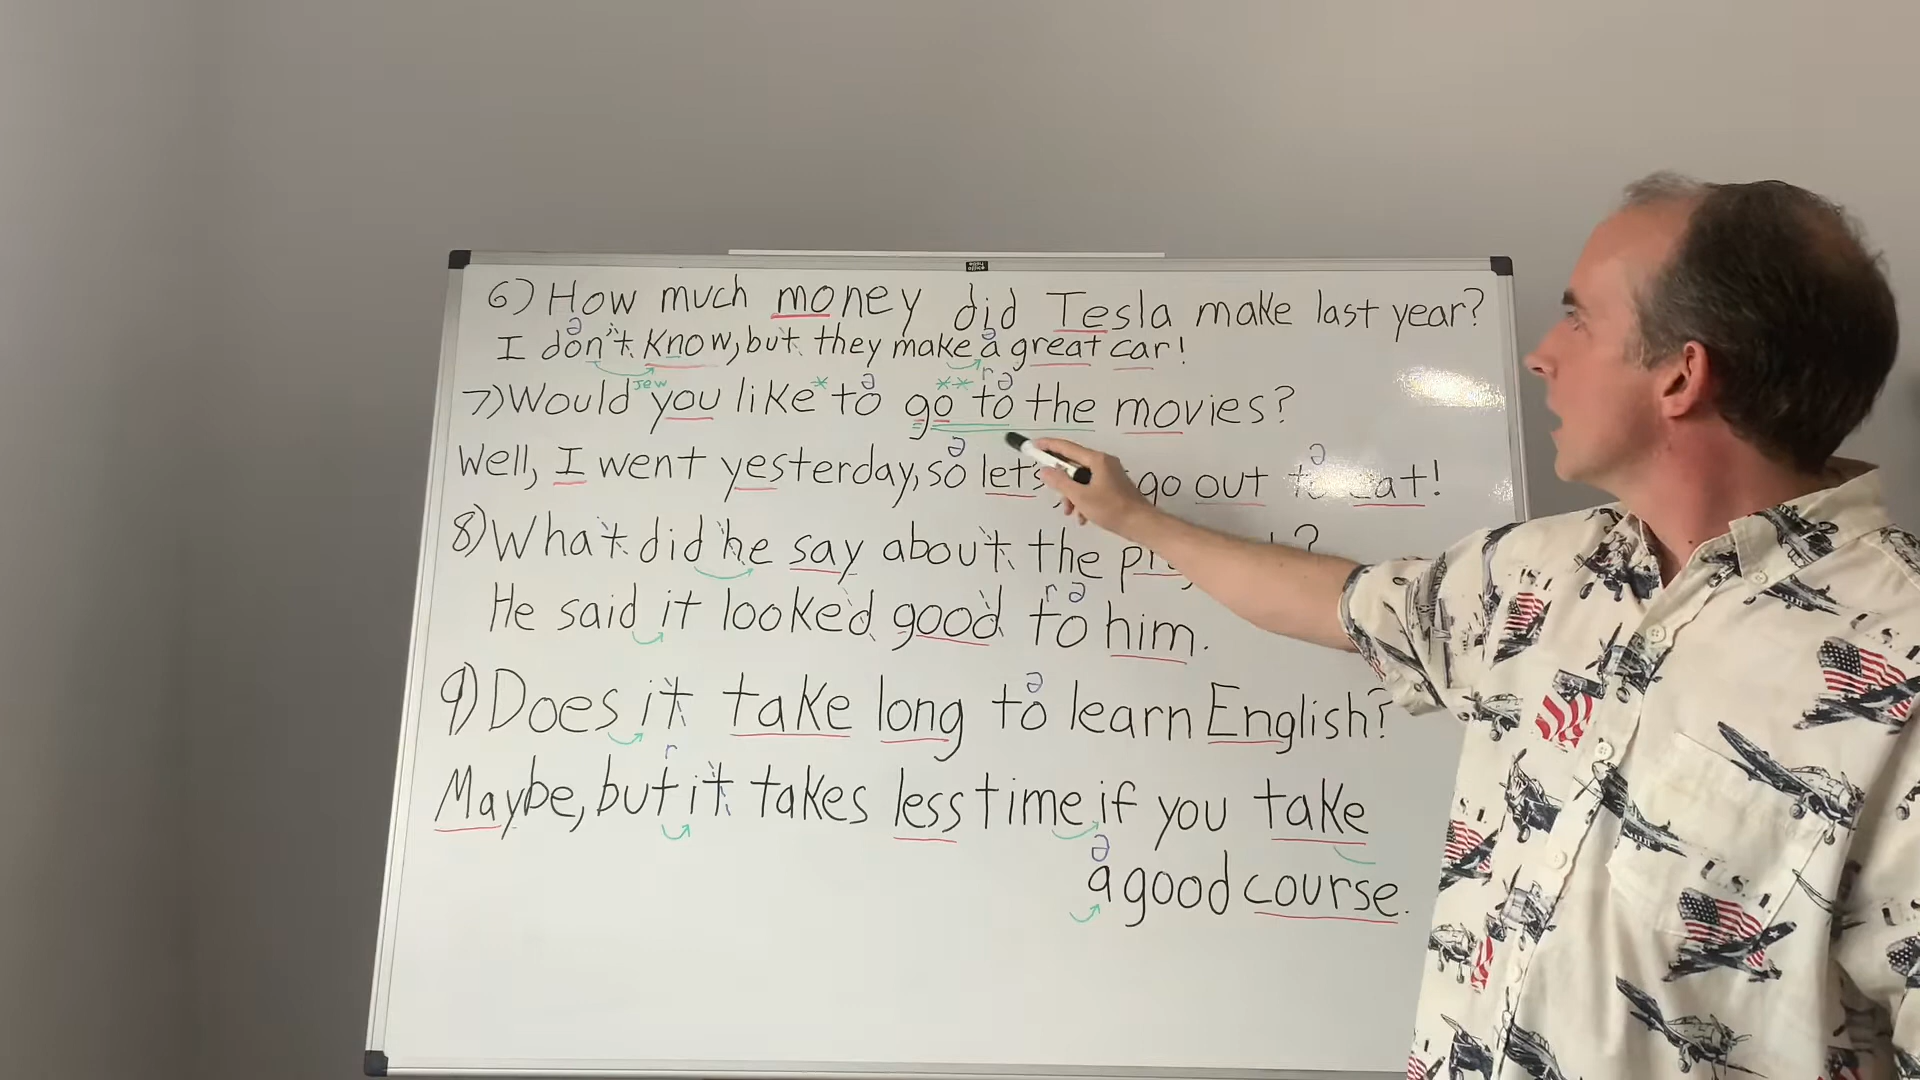 6) How much money did Tesla make last year?
ə ə
I don't know, but they make a great car!
Jew * ə ** r ə
7) Would you like to go to the movies?
ə ə
Well, I went yesterday, so let's go out to eat!
8) What did he say about the ?
r ə
He said it looked good to him.
ə
9) Does it take long to learn English?
r
Maybe, but it takes less time if you take
ə
a good course.
U.S.